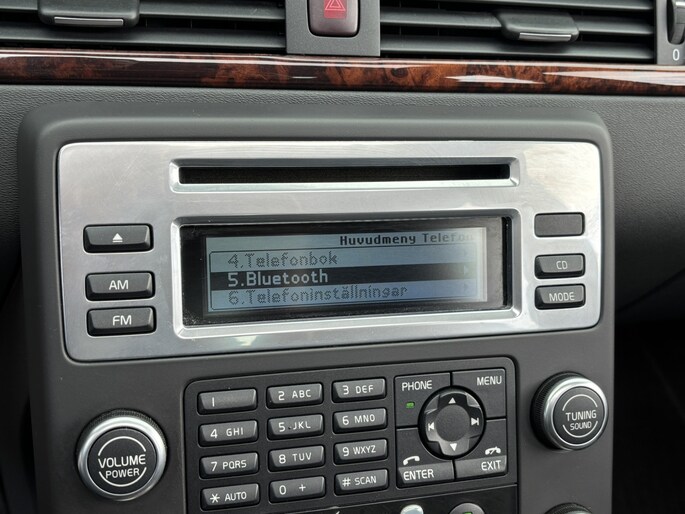 Huvudmeny Telefon
4.Telefonbok
5.Bluetooth
6.Telefoninställningar
AM
FM
CD
MODE
1
2 ABC
3 DEF
PHONE
MENU
4 GHI
5.JKL
6 MNO
7 PQRS
8 TUV
9 WXYZ
* AUTO
0 +
# SCAN
ENTER
EXIT
VOLUME
POWER
TUNING
SOUND
0